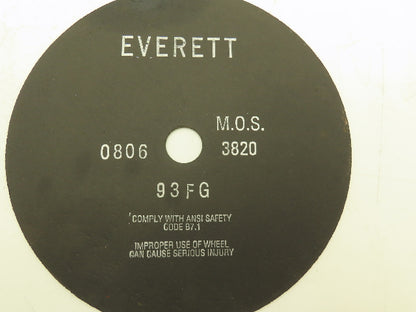 EVERETT
M.O.S.
0806 3820
93FG
COMPLY WITH ANSI SAFETY
CODE B7.1
IMPROPER USE OF WHEEL
CAN CAUSE SERIOUS INJURY